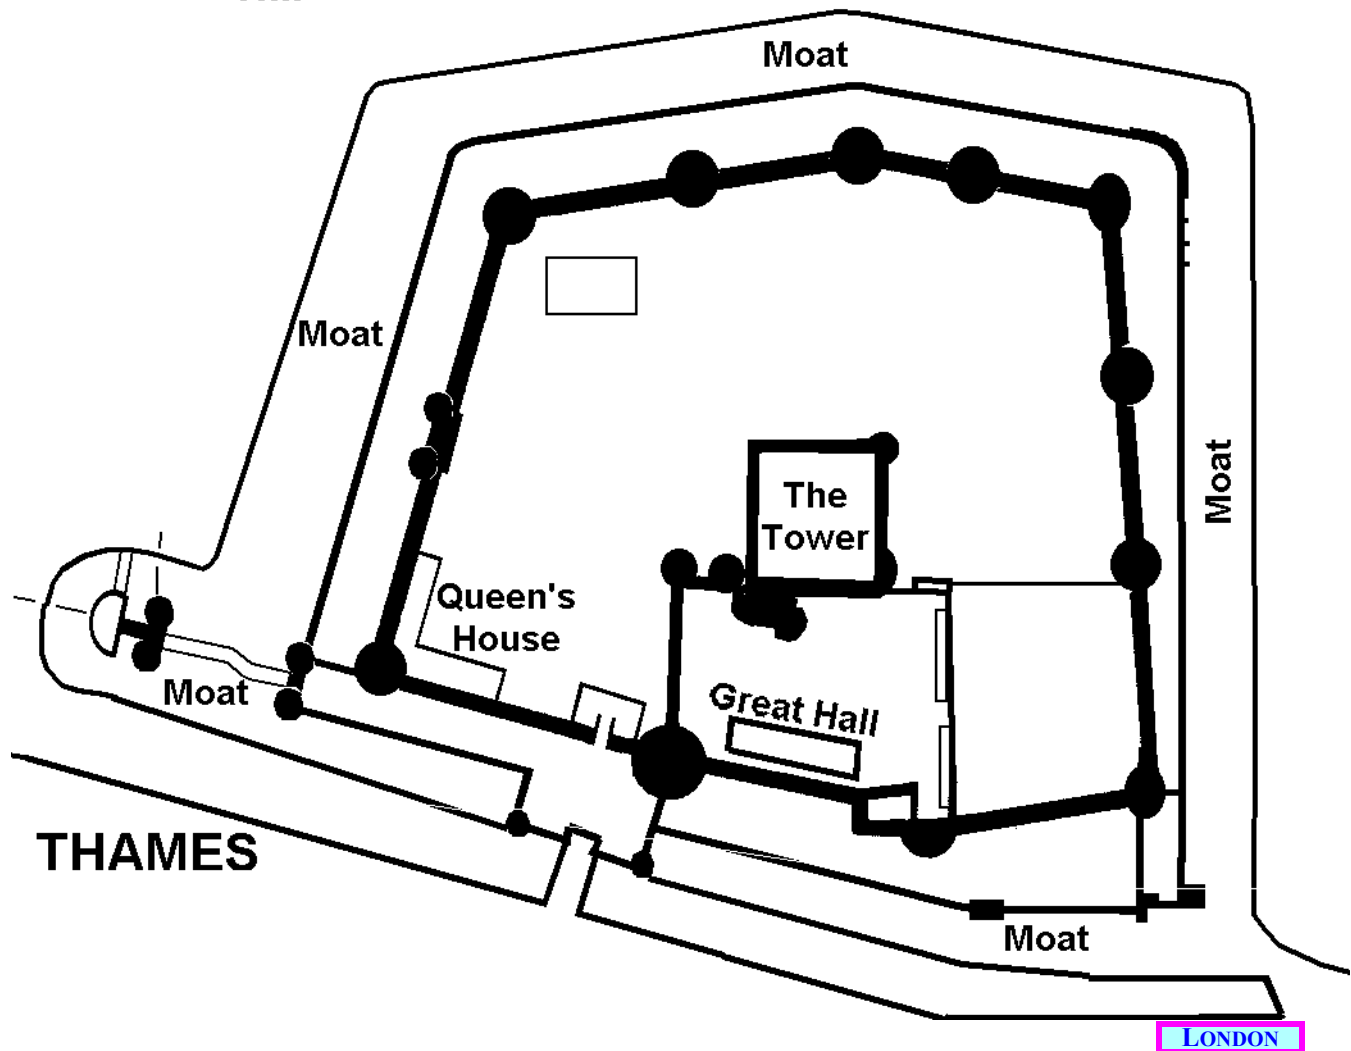 Moat
Moat
Moat
The
Tower
Queen's
House
Moat
Great Hall
THAMES
Moat
LONDON